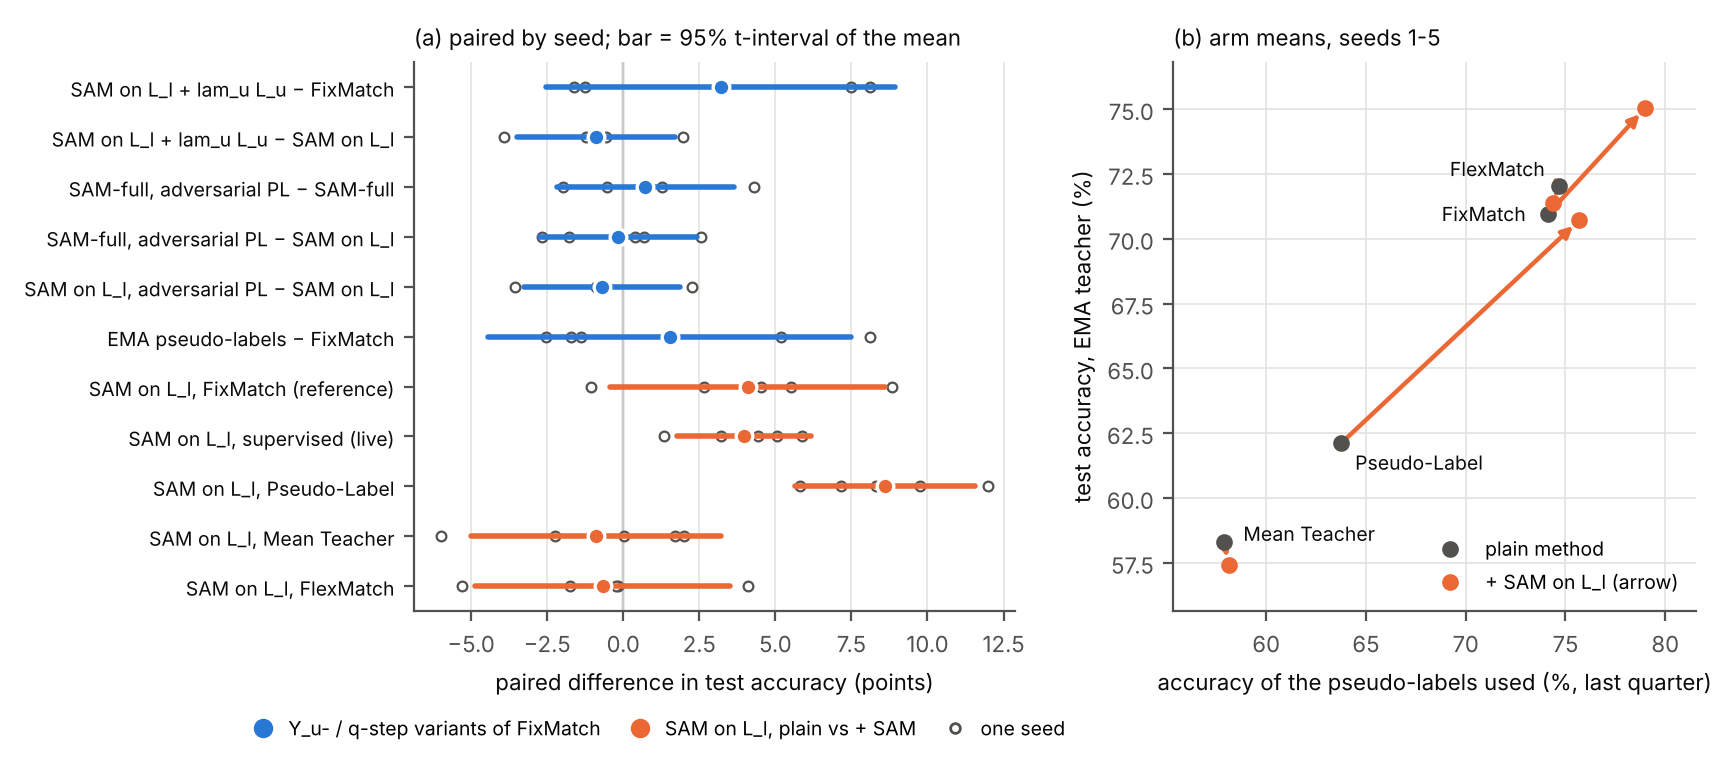 (a) paired by seed; bar = 95% t-interval of the mean
SAM on L_l + lam_u L_u − FixMatch
SAM on L_l + lam_u L_u − SAM on L_l
SAM-full, adversarial PL − SAM-full
SAM-full, adversarial PL − SAM on L_l
SAM on L_l, adversarial PL − SAM on L_l
EMA pseudo-labels − FixMatch
SAM on L_l, FixMatch (reference)
SAM on L_l, supervised (live)
SAM on L_l, Pseudo-Label
SAM on L_l, Mean Teacher
SAM on L_l, FlexMatch
−5.0 −2.5 0.0 2.5 5.0 7.5 10.0 12.5
paired difference in test accuracy (points)
Y_u- / q-step variants of FixMatch
SAM on L_l, plain vs + SAM
one seed
(b) arm means, seeds 1-5
test accuracy, EMA teacher (%)
75.0
72.5
70.0
67.5
65.0
62.5
60.0
57.5
FlexMatch
FixMatch
Pseudo-Label
Mean Teacher
plain method
+ SAM on L_l (arrow)
60 65 70 75 80
accuracy of the pseudo-labels used (%, last quarter)